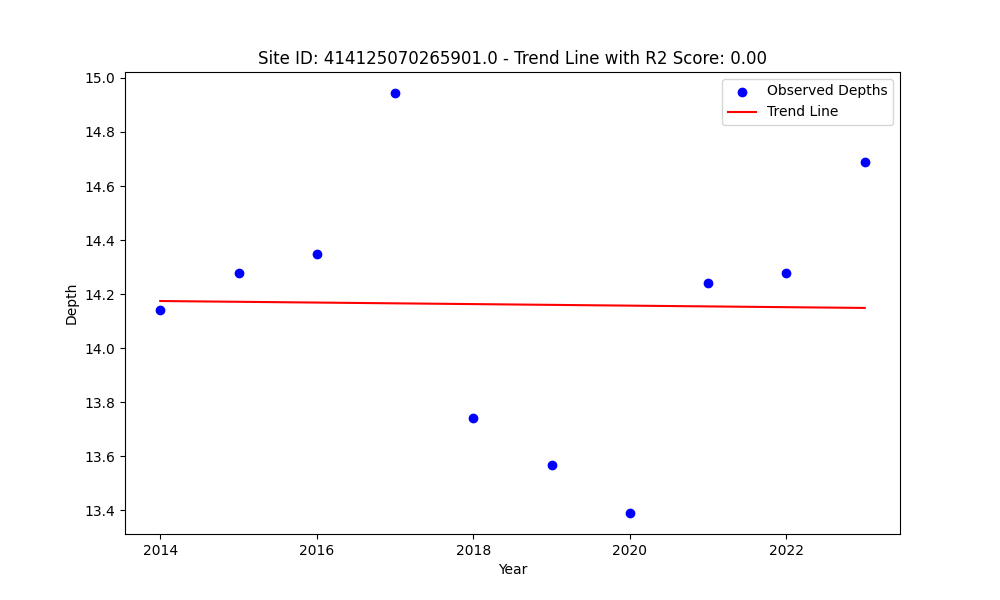 Site ID: 414125070265901.0 - Trend Line with R2 Score: 0.00
Observed Depths
Trend Line
15.0
14.8
14.6
14.4
14.2
14.0
13.8
13.6
13.4
Depth
2014
2016
2018
2020
2022
Year